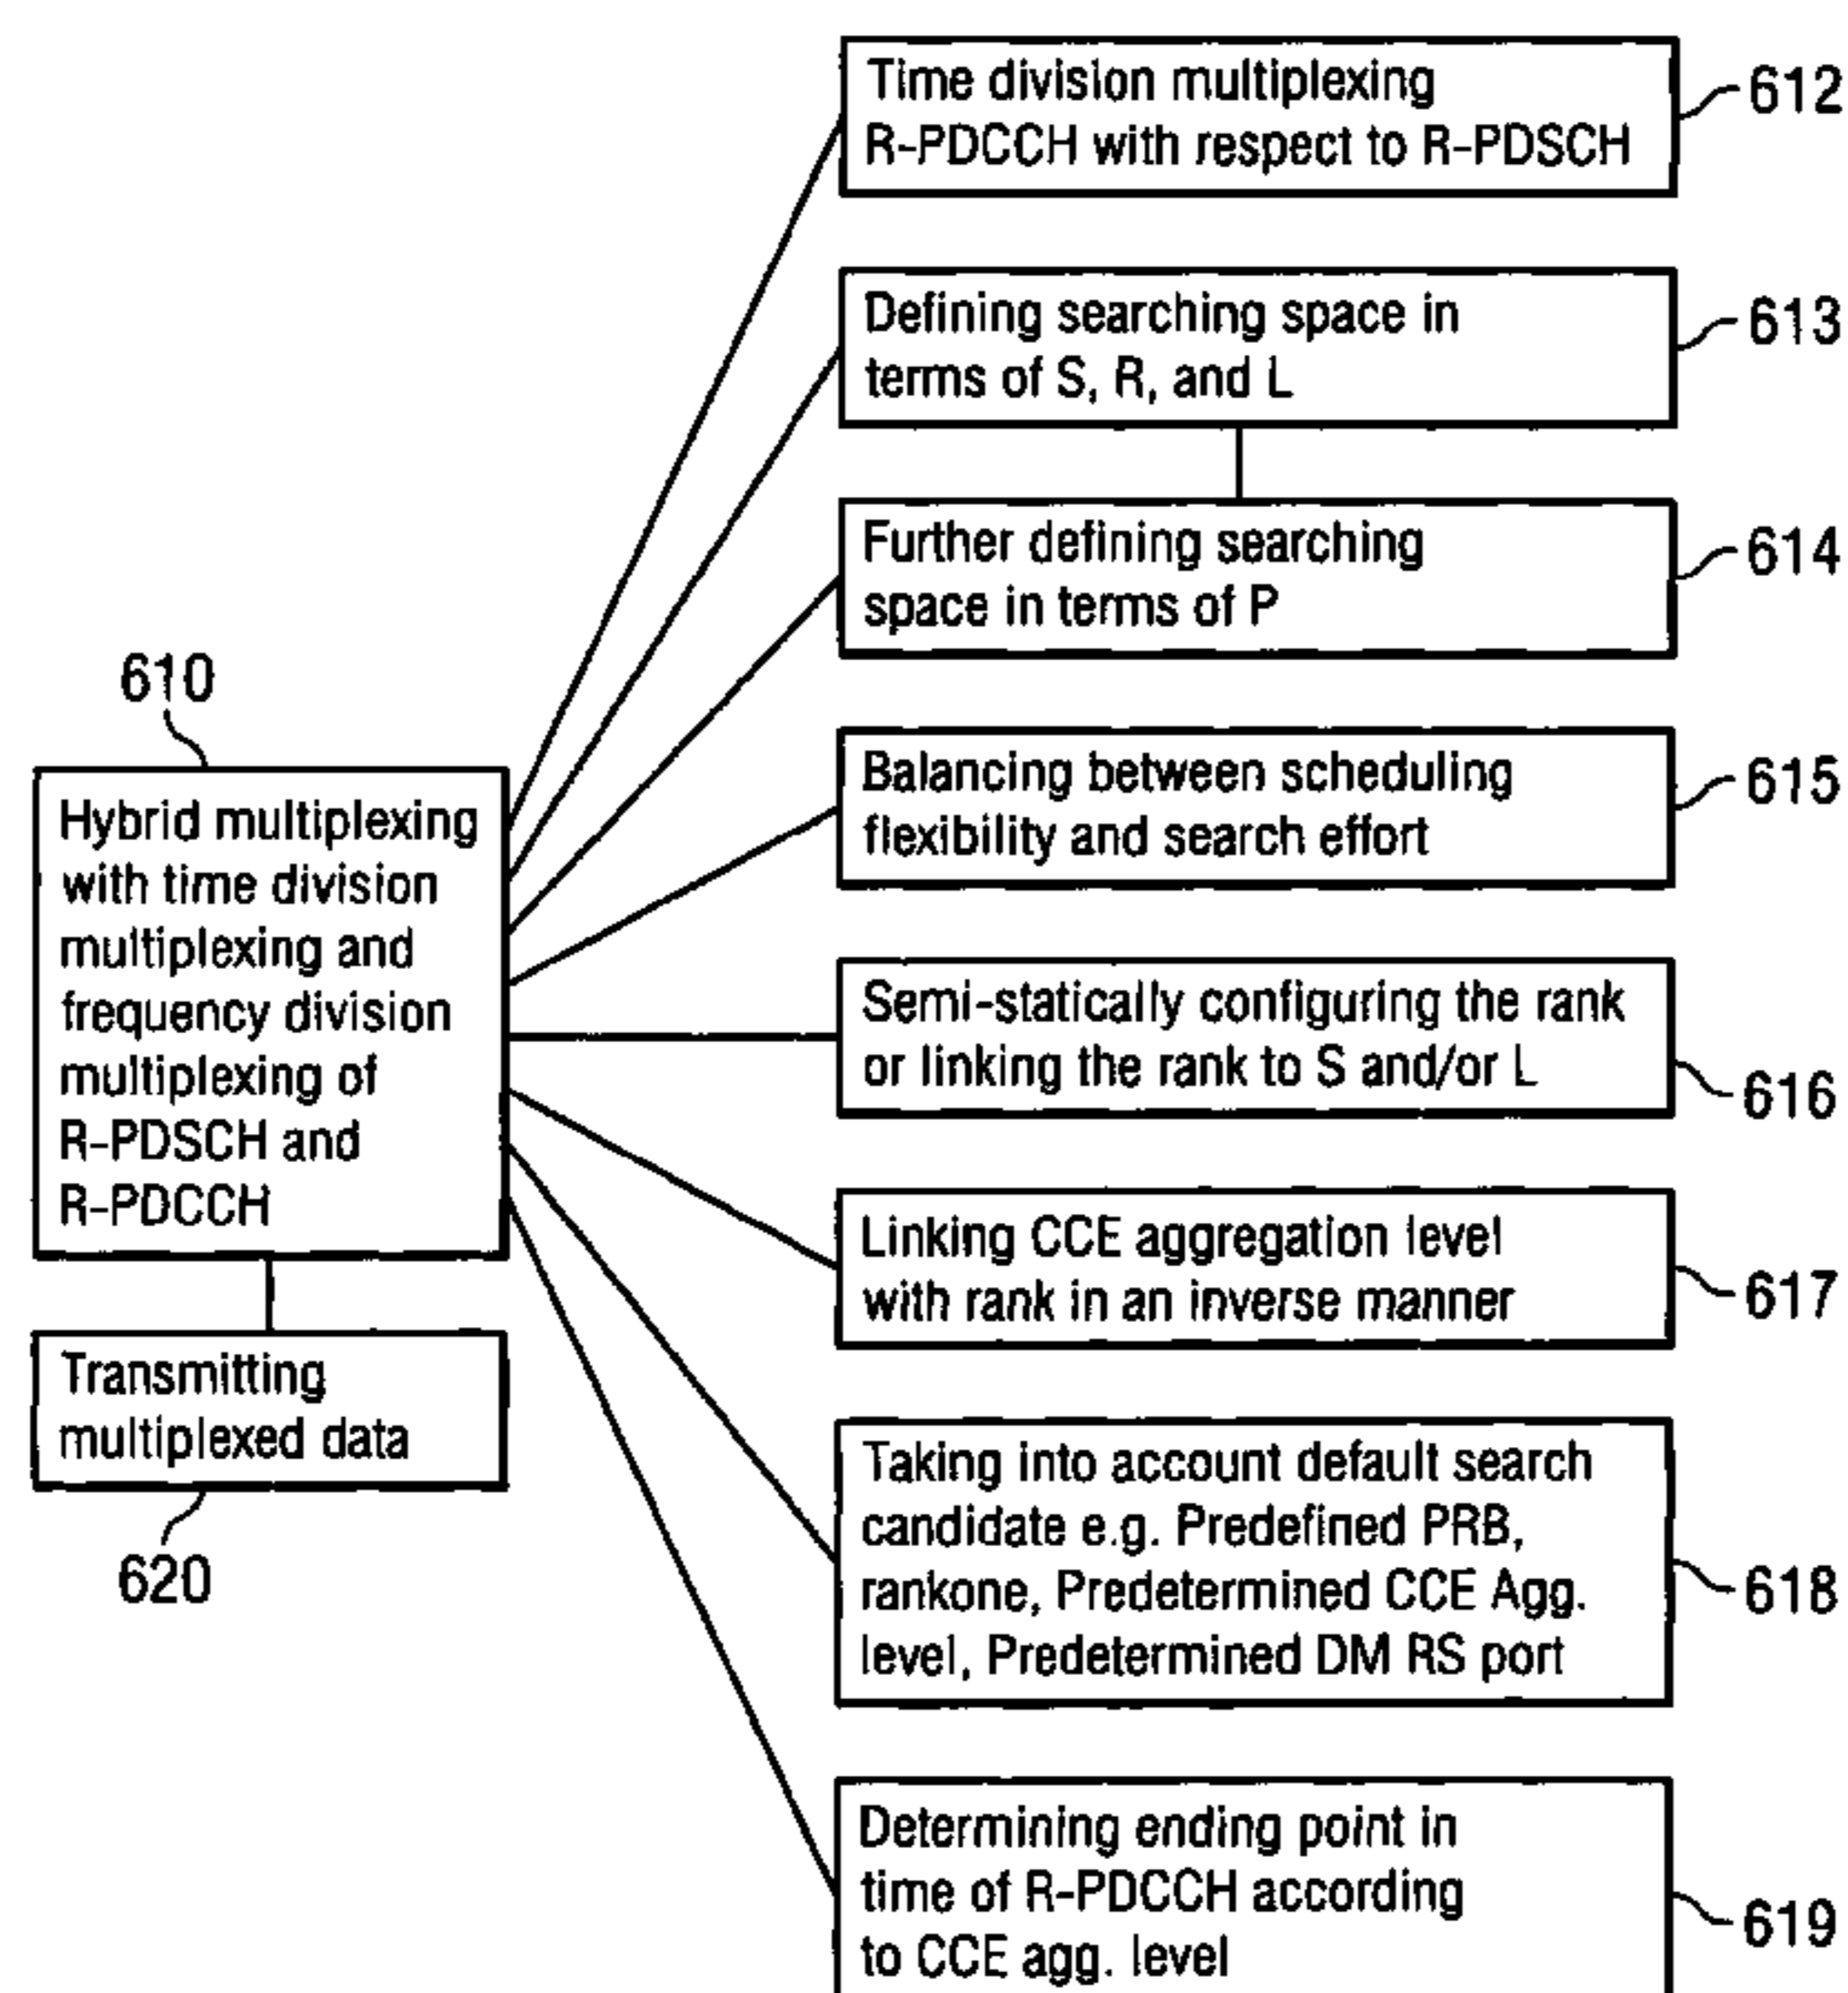 Time division multiplexing
R-PDCCH with respect to R-PDSCH
612
Defining searching space in
terms of S, R, and L
613
Further defining searching
space in terms of P
614
610
Hybrid multiplexing
with time division
multiplexing and
frequency division
multiplexing of
R-PDSCH and
R-PDCCH
Balancing between scheduling
flexibility and search effort
615
Semi-statically configuring the rank
or linking the rank to S and/or L
616
Linking CCE aggregation level
with rank in an inverse manner
617
Transmitting
multiplexed data
620
Taking into account default search
candidate e.g. Predefined PRB,
rankone, Predetermined CCE Agg.
level, Predetermined DM RS port
618
Determining ending point in
time of R-PDCCH according
to CCE agg. level
619